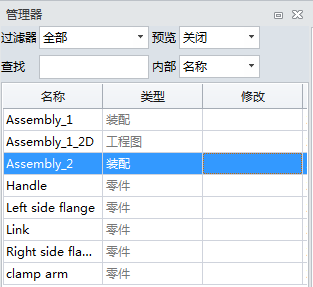 管理器
过滤器 全部 预览 关闭
查找 内部 名称
名称 类型 修改
Assembly_1 装配
Assembly_1_2D 工程图
Assembly_2 装配
Handle 零件
Left side flange 零件
Link 零件
Right side fla... 零件
clamp arm 零件